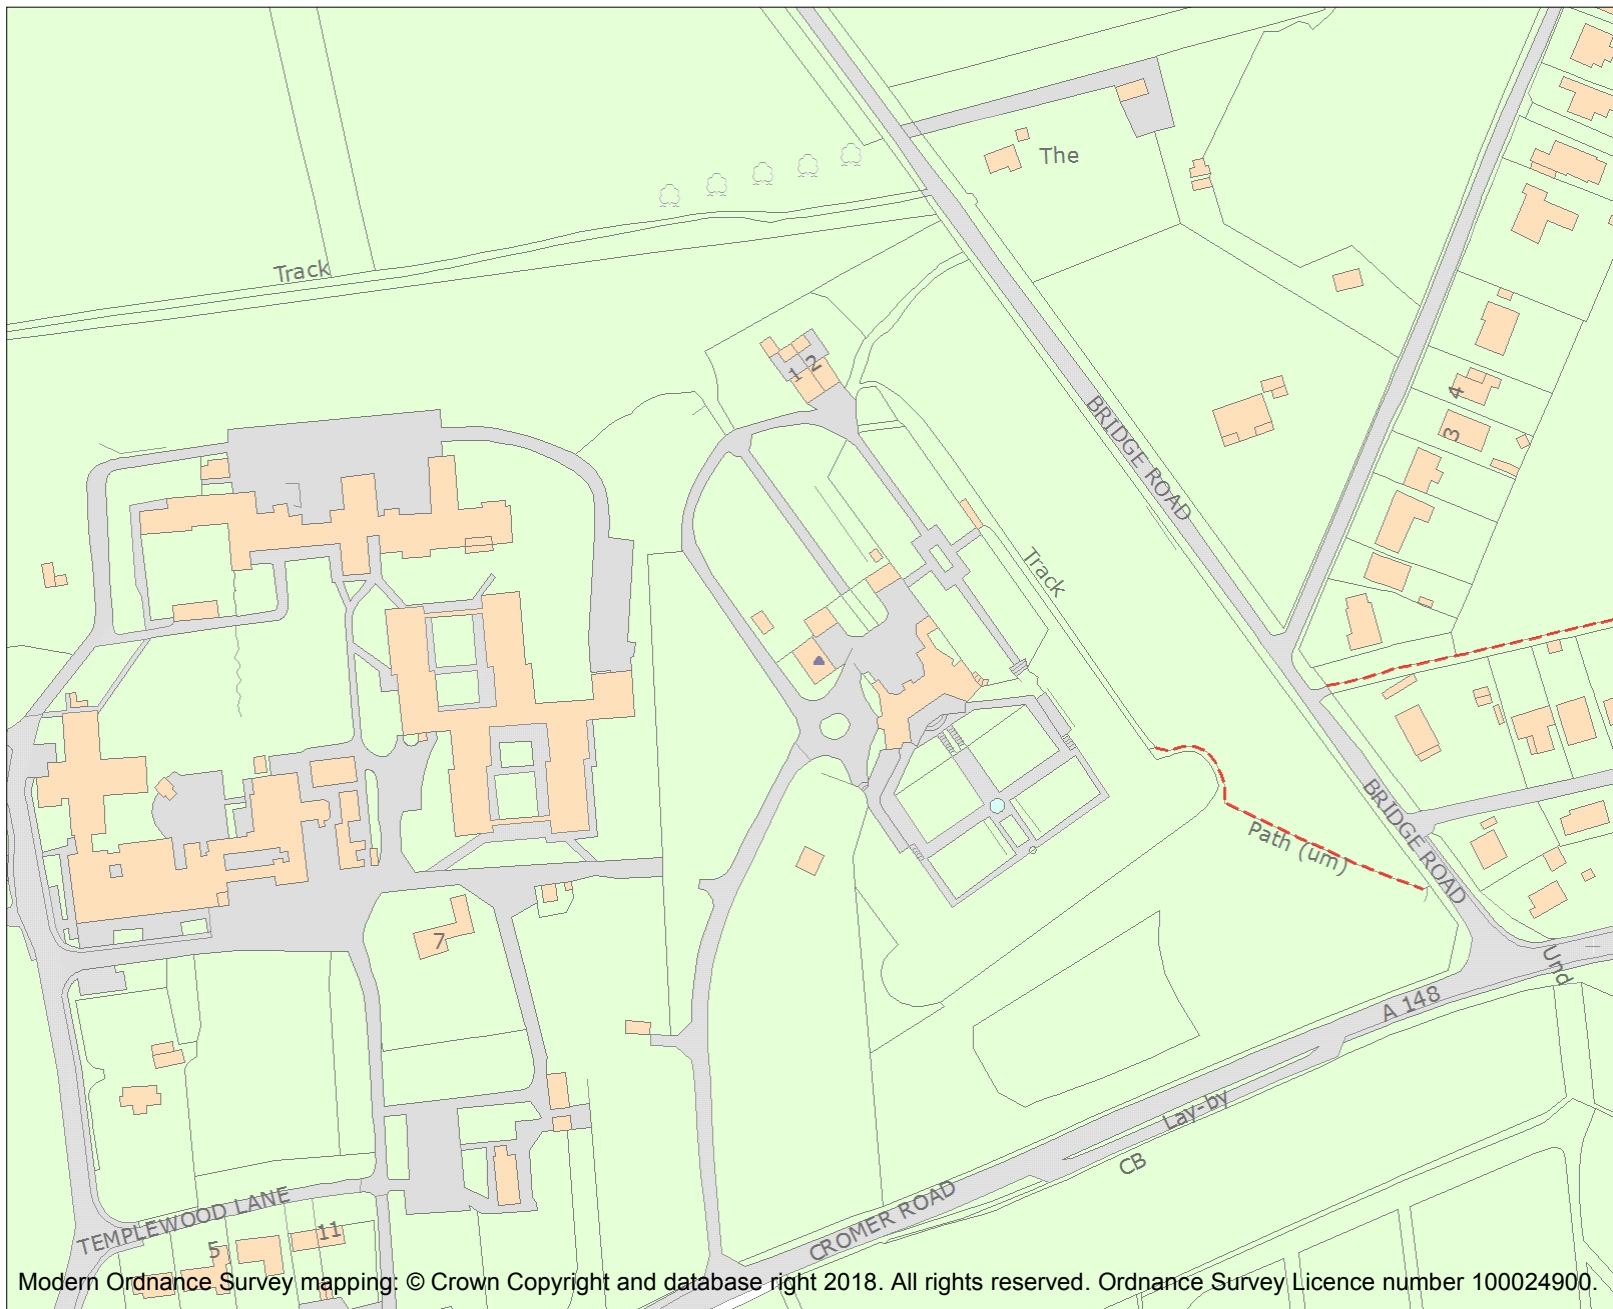 The
Track
1
2
BRIDGE ROAD
4
3
Track
BRIDGE ROAD
Path (um)
7
Und
A 148
Lay-by
CB
CROMER ROAD
TEMPLEWOOD LANE
5
11
Modern Ordnance Survey mapping: © Crown Copyright and database right 2018. All rights reserved. Ordnance Survey Licence number 100024900.